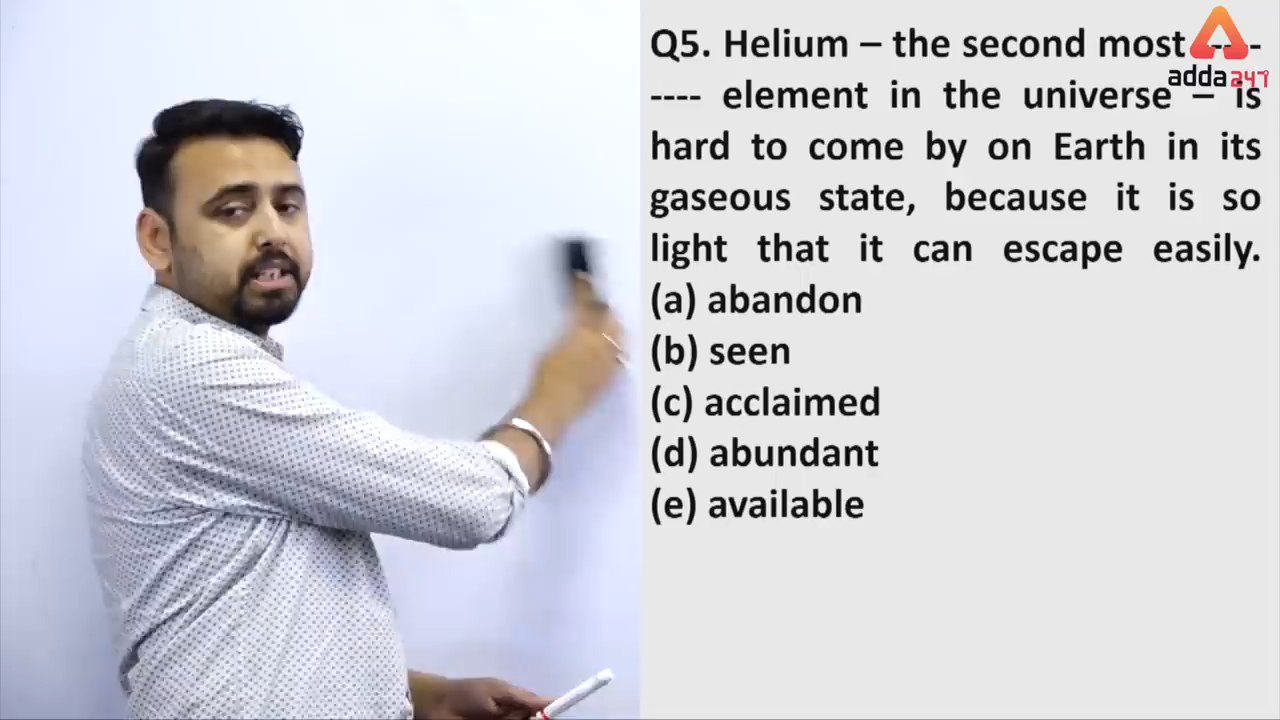 Q5. Helium – the second most ----
---- element in the universe – is
hard to come by on Earth in its
gaseous state, because it is so
light that it can escape easily.
(a) abandon
(b) seen
(c) acclaimed
(d) abundant
(e) available
adda247